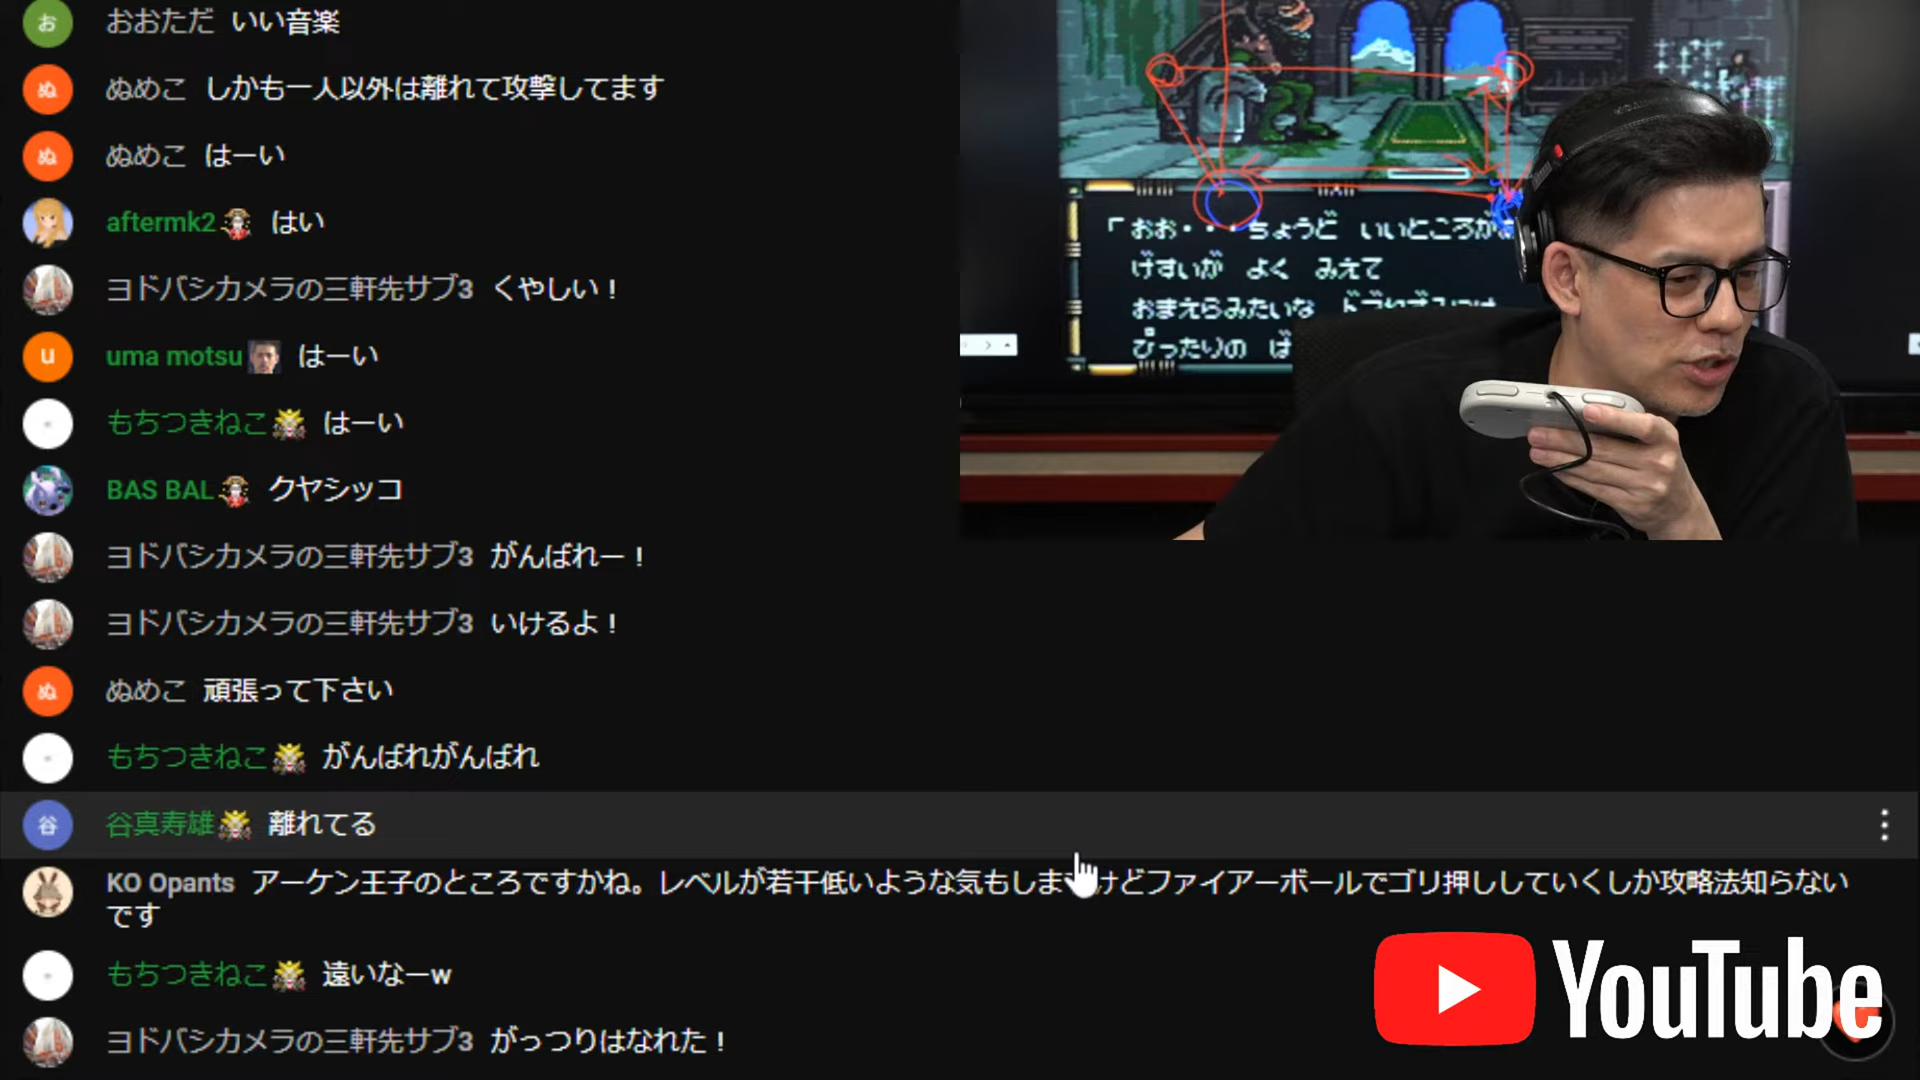 お おおただ いい音楽
ぬ ぬめこ しかも一人以外は離れて攻撃してます
ぬ ぬめこ はーい
aftermk2 はい
ヨドバシカメラの三軒先サブ3 くやしい！
u uma motsu はーい
もちつきねこ はーい
BAS BAL クヤシッコ
ヨドバシカメラの三軒先サブ3 がんばれー！
ヨドバシカメラの三軒先サブ3 いけるよ！
ぬ ぬめこ 頑張って下さい
もちつきねこ がんばれがんばれ
谷 谷真寿雄 離れてる
KO Opants アーケン王子のところですかね。レベルが若干低いような気もしま けどファイアーボールでゴリ押ししていくしか攻略法知らない
です
もちつきねこ 遠いなーw
ヨドバシカメラの三軒先サブ3 がっつりはなれた！
「おお・・・ちょうど いいところが
げすいが よく みえて
おまえらみたいな
ぴったりの ば
YouTube